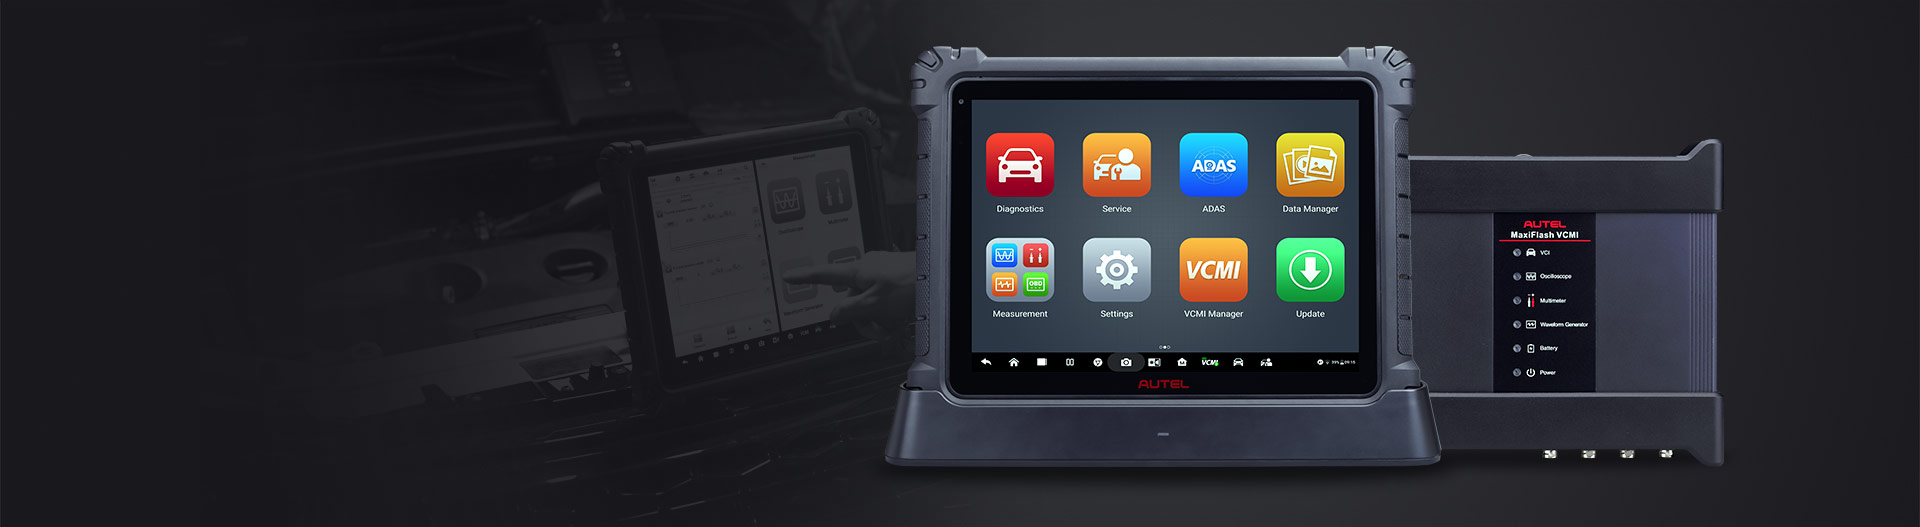 ADAS
Diagnostics
Service
ADAS
Data Manager
OBD
VCMI
Measurement
Settings
VCMI Manager
Update
VCMI
AUTEL
AUTEL
MaxiFlash VCMI
VCI
Oscilloscope
Multimeter
Waveform Generator
Battery
Power